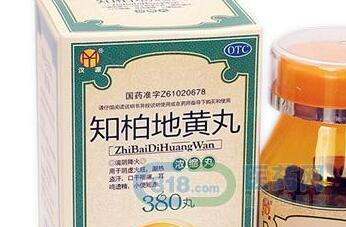 汉源
OTC
国药准字Z61020678
请仔细阅读说明书并按说明使用或在药师指导下购买和使用
知柏地黄丸
ZhiBaiDiHuangWan
浓缩丸
滋阴降火
用于阴虚火旺,潮热
盗汗、口干咽痛、耳
鸣遗精、小便短赤
380丸
818.com